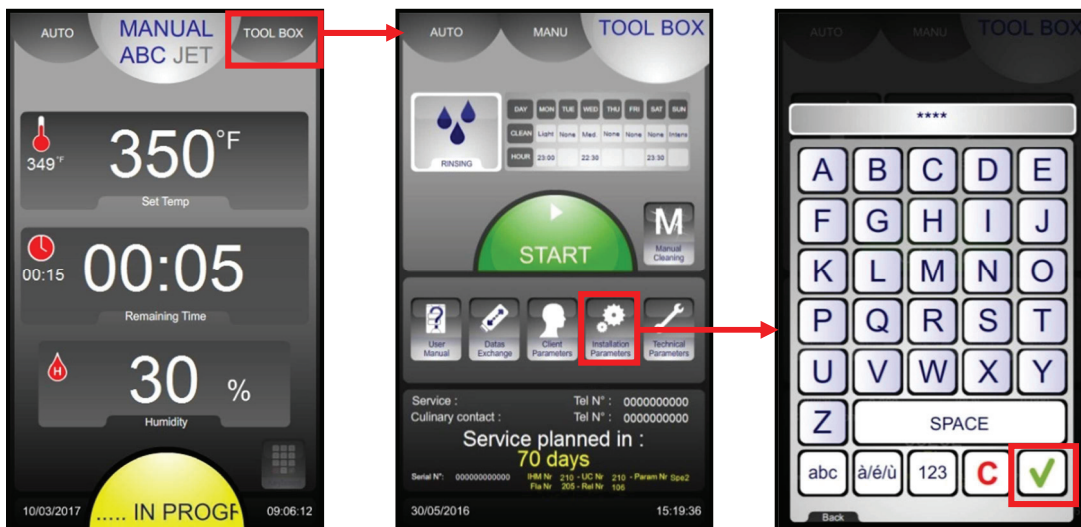 AUTO
MANUAL
ABC JET
TOOL BOX
349 °F
350 °F
Set Temp
00:15
00:05
Remaining Time
H
30 %
Humidity
10/03/2017
..... IN PROGF
09:06:12
AUTO
MANU
TOOL BOX
RINSING
DAY MON TUE WED THU FRI SAT SUN
CLEAN Light None Med. None None None Intens
HOUR 23:00 22:30 23:30
START
M
Manual
Cleaning
?
User
Manual
Datas
Exchange
Client
Parameters
Installation
Parameters
Technical
Parameters
Service : Tel N° : 0000000000
Culinary contact : Tel N° : 0000000000
Service planned in :
70 days
Serial N°: 000000000000 IHM Nr 210 - UC Nr 210 - Param Nr Spe2
Fla Nr 205 - Rel Nr 106
30/05/2016
15:19:36
AUTO
MANU
TOOL BOX
****
A B C D E
F G H I J
K L M N O
P Q R S T
U V W X Y
Z SPACE
abc à/é/ù 123 C
Back